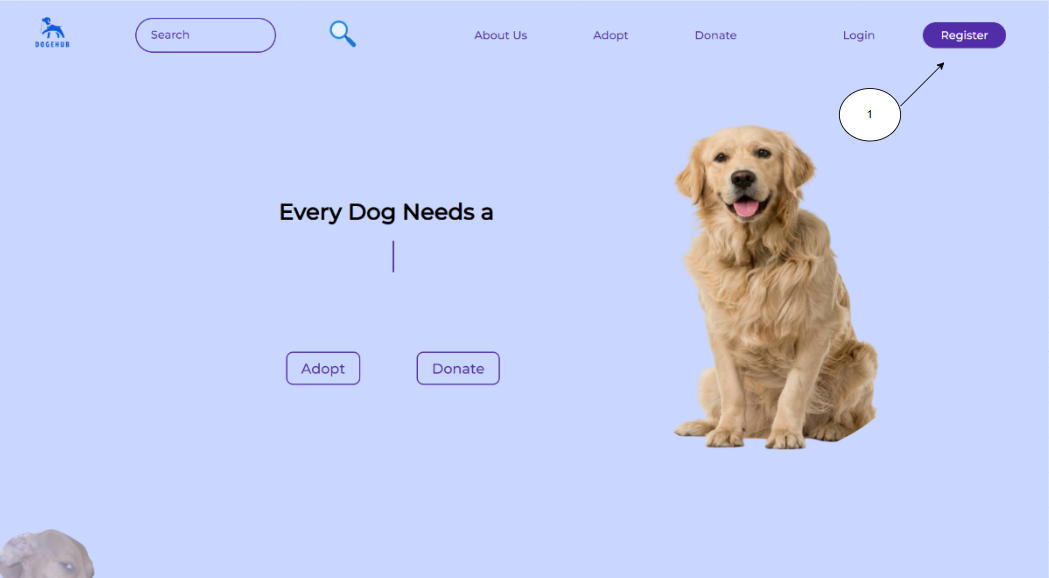 DOGEHUB
Search
About Us
Adopt
Donate
Login
Register
1
Every Dog Needs a
Adopt
Donate